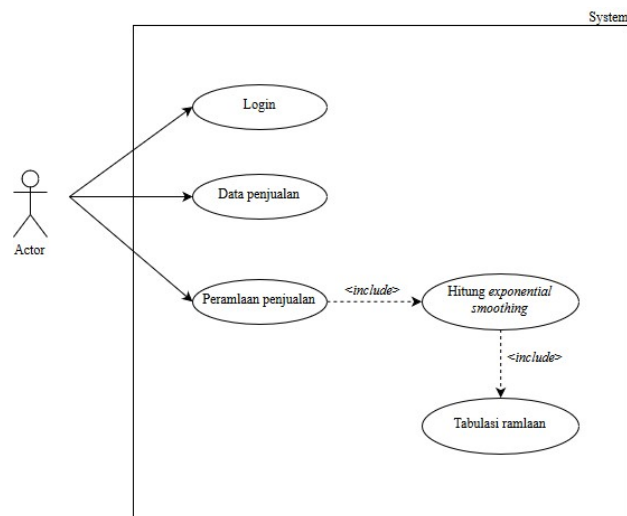 System
Login
Data penjualan
Actor
Peramlaan penjualan
<include>
Hitung exponential
smoothing
<include>
Tabulasi ramlaan